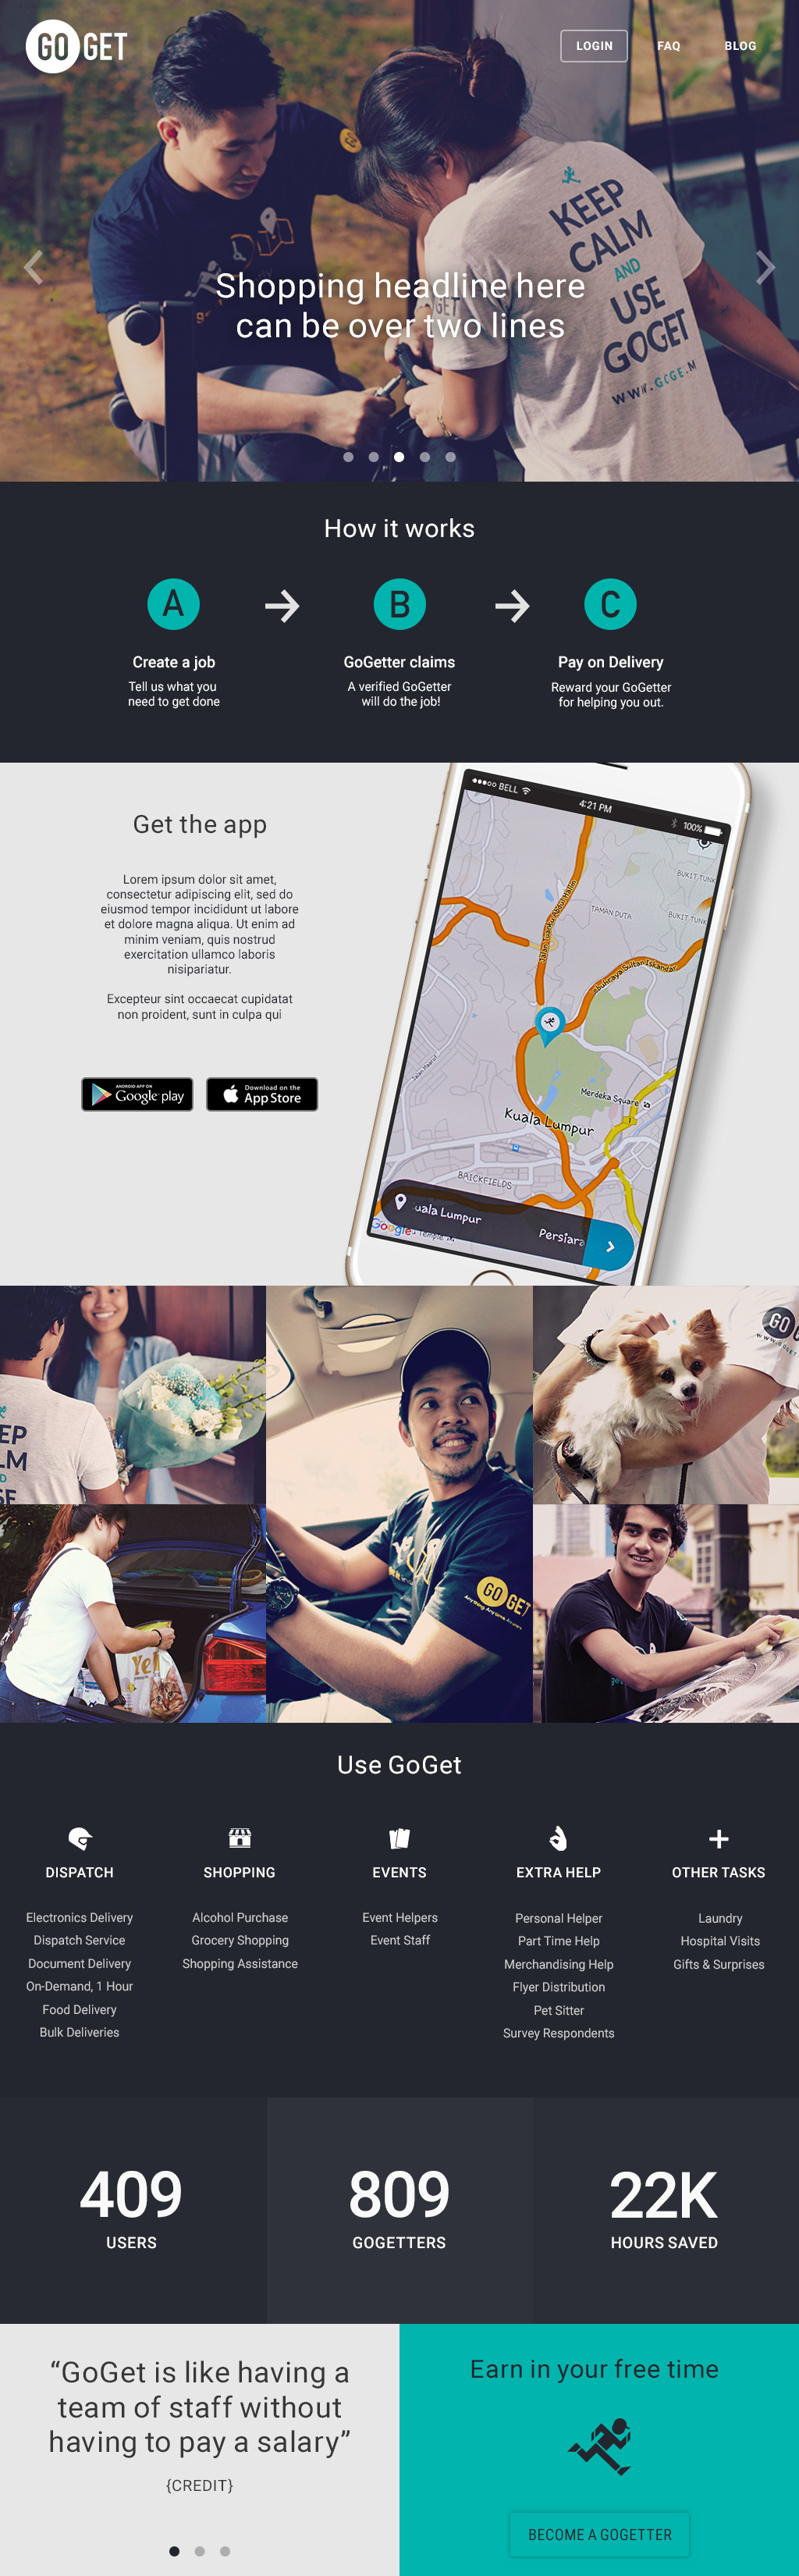 GO GET
LOGIN FAQ BLOG
KEEP
CALM
AND
USE
GOGET
Shopping headline here
can be over two lines
How it works
A B C
Create a job
Tell us what you
need to get done
GoGetter claims
A verified GoGetter
will do the job!
Pay on Delivery
Reward your GoGetter
for helping you out.
Get the app
Lorem ipsum dolor sit amet,
consectetur adipiscing elit, sed do
eiusmod tempor incididunt ut labore
et dolore magna aliqua. Ut enim ad
minim veniam, quis nostrud
exercitation ullamco laboris
nisipariatur.
Excepteur sint occaecat cupidatat
non proident, sunt in culpa qui
ANDROID APP ON
Google play
Download on the
App Store
BELL 4:21 PM 100%
BUKIT TUNK
TAMAN DUTA
BUKIT TUNK
Sultan Iskandar
Merdeka Square
Kuala Lumpur
BRICKFIELDS
uala Lumpur
Persiara
Google
EP
LM
D
SE
GO
GO GET
Yel
Use GoGet
DISPATCH
Electronics Delivery
Dispatch Service
Document Delivery
On-Demand, 1 Hour
Food Delivery
Bulk Deliveries
SHOPPING
Alcohol Purchase
Grocery Shopping
Shopping Assistance
EVENTS
Event Helpers
Event Staff
EXTRA HELP
Personal Helper
Part Time Help
Merchandising Help
Flyer Distribution
Pet Sitter
Survey Respondents
OTHER TASKS
Laundry
Hospital Visits
Gifts & Surprises
409
USERS
809
GOGETTERS
22K
HOURS SAVED
“GoGet is like having a
team of staff without
having to pay a salary”
{CREDIT}
Earn in your free time
BECOME A GOGETTER